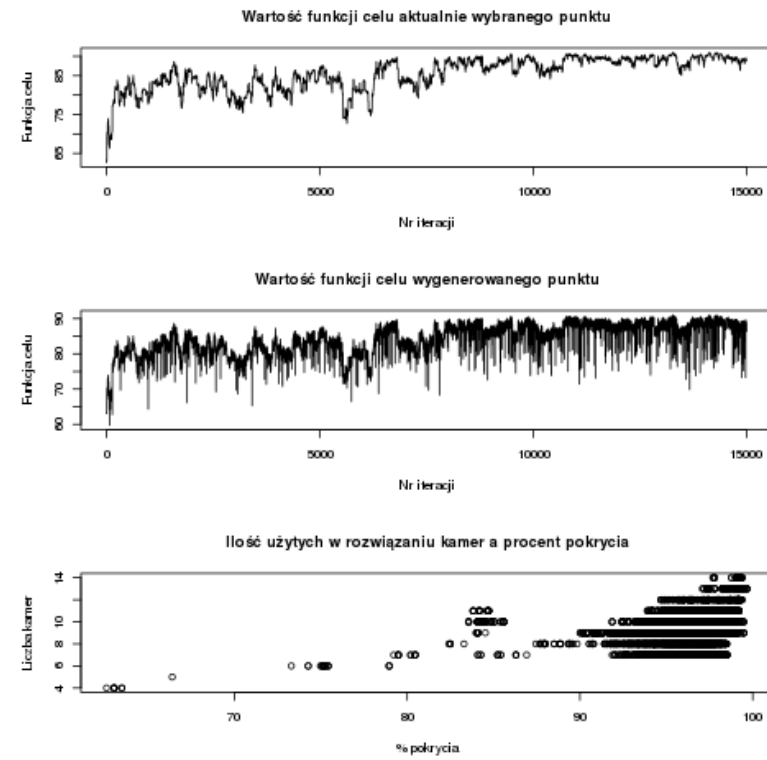 Wartość funkcji celu aktualnie wybranego punktu
Funkcja celu
65
75
85
0
5000
10000
15000
Nr iteracji
Wartość funkcji celu wygenerowanego punktu
Funkcja celu
60
70
80
90
0
5000
10000
15000
Nr iteracji
Ilość użytych w rozwiązaniu kamer a procent pokrycia
Liczba kamer
4
6
8
10
14
70
80
90
100
% pokrycia